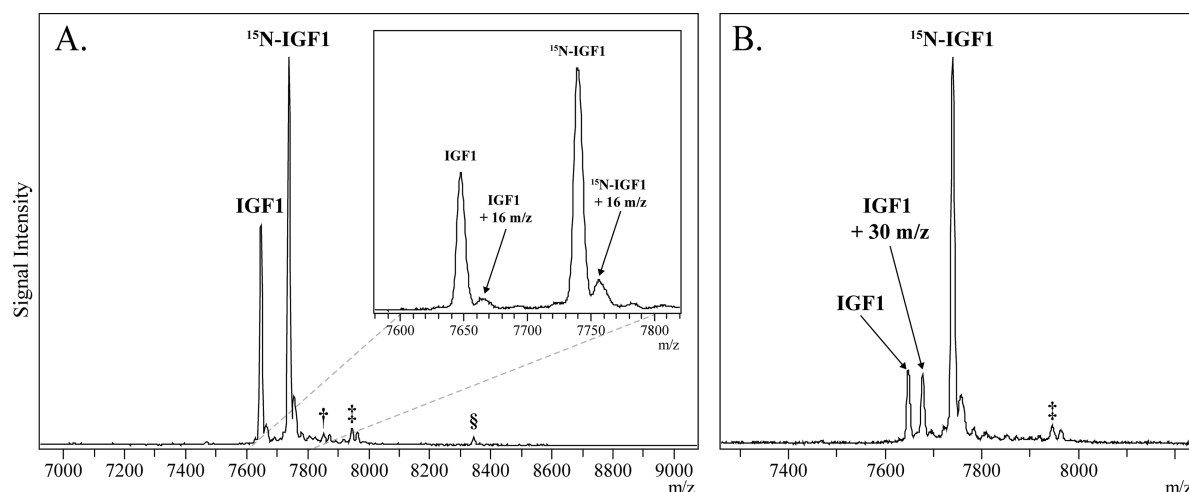 A.
¹⁵N-IGF1
IGF1
Signal Intensity
¹⁵N-IGF1
IGF1
IGF1
+ 16 m/z
¹⁵N-IGF1
+ 16 m/z
7600 7650 7700 7750 7800
m/z
† ‡ §
7000 7200 7400 7600 7800 8000 8200 8400 8600 8800 9000
m/z
B.
¹⁵N-IGF1
IGF1
+ 30 m/z
IGF1
‡
7400 7600 7800 8000
m/z